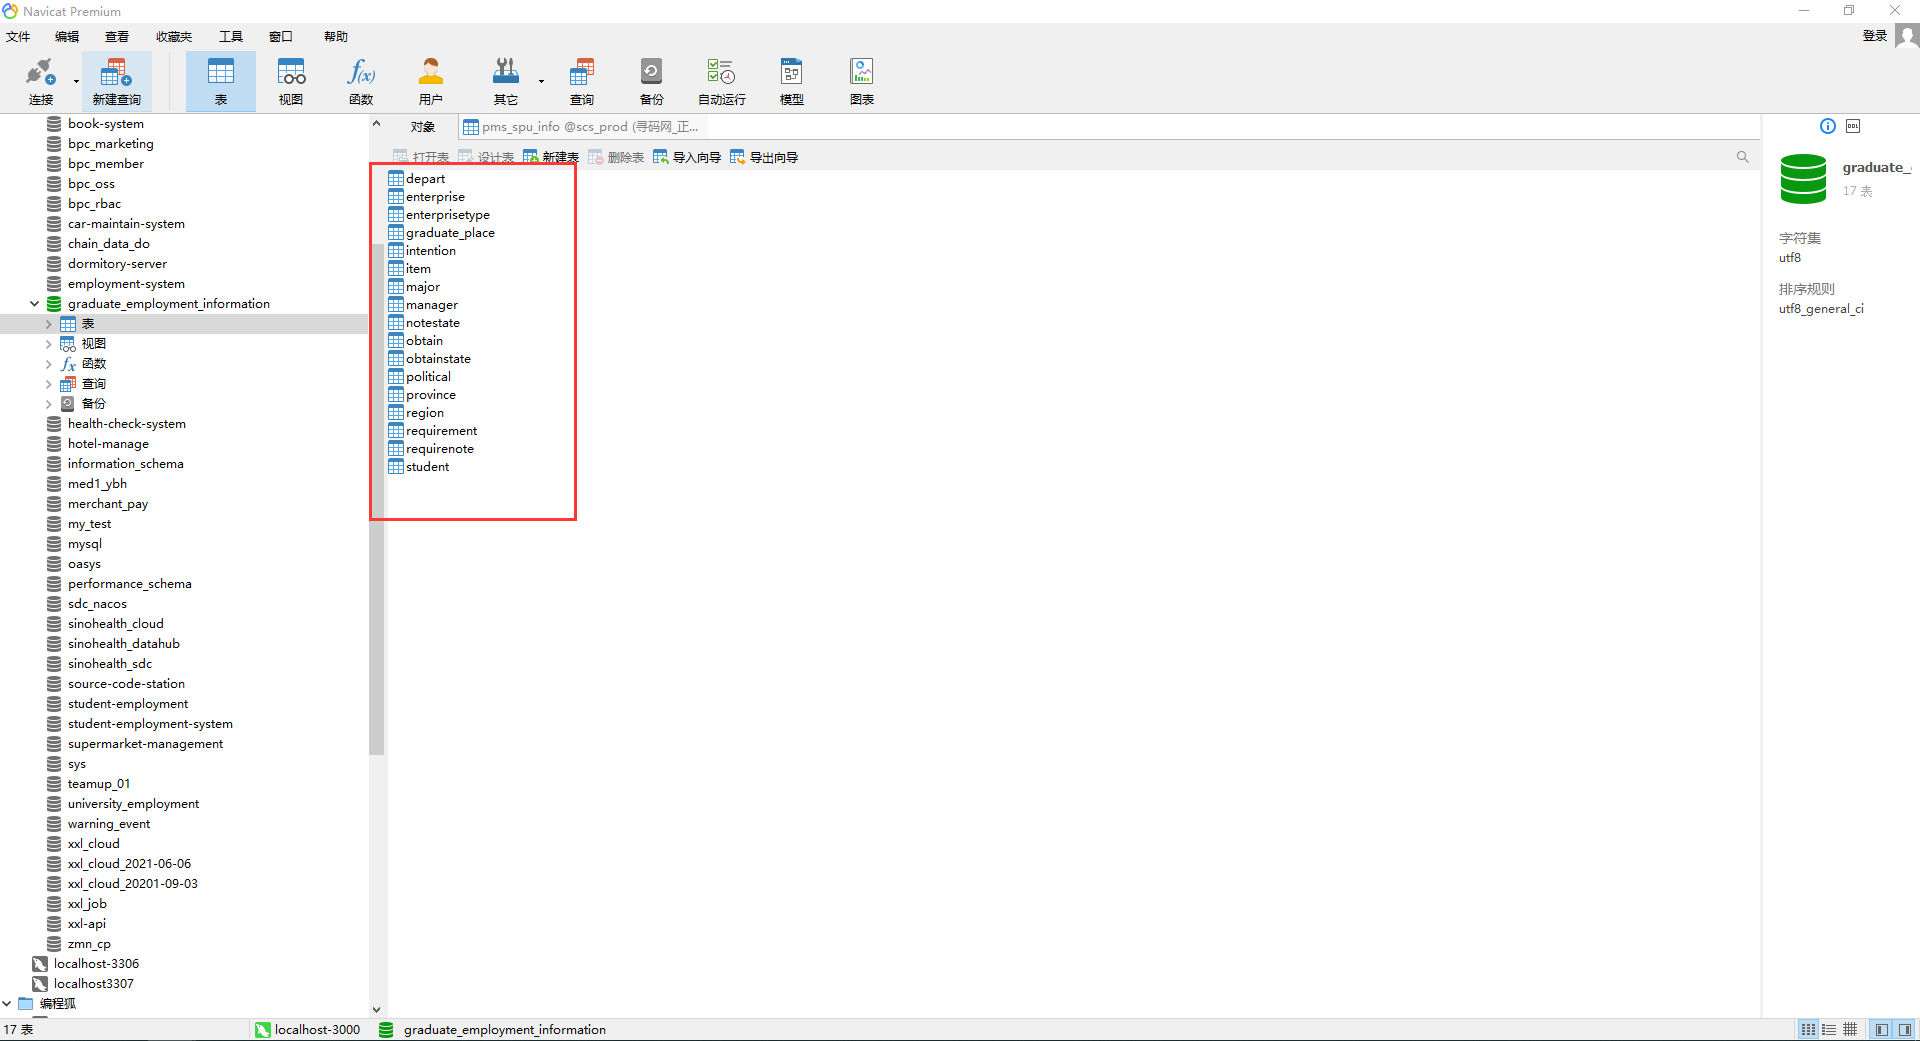 Navicat Premium
文件 编辑 查看 收藏夹 工具 窗口 帮助
登录
连接 新建查询 表 视图 函数 用户 其它 查询 备份 自动运行 模型 图表
book-system
bpc_marketing
bpc_member
bpc_oss
bpc_rbac
car-maintain-system
chain_data_do
dormitory-server
employment-system
graduate_employment_information
表
视图
函数
查询
备份
health-check-system
hotel-manage
information_schema
med1_ybh
merchant_pay
my_test
mysql
oasys
performance_schema
sdc_nacos
sinohealth_cloud
sinohealth_datahub
sinohealth_sdc
source-code-station
student-employment
student-employment-system
supermarket-management
sys
teamup_01
university_employment
warning_event
xxl_cloud
xxl_cloud_2021-06-06
xxl_cloud_20201-09-03
xxl_job
xxl-api
zmn_cp
localhost-3306
localhost3307
编程狐
对象 pms_spu_info @scs_prod (寻码网_正...
打开表 设计表 新建表 删除表 导入向导 导出向导
depart
enterprise
enterprisetype
graduate_place
intention
item
major
manager
notestate
obtain
obtainstate
political
province
region
requirement
requirenote
student
DDL
graduate_
17 表
字符集
utf8
排序规则
utf8_general_ci
17 表 localhost-3000 graduate_employment_information